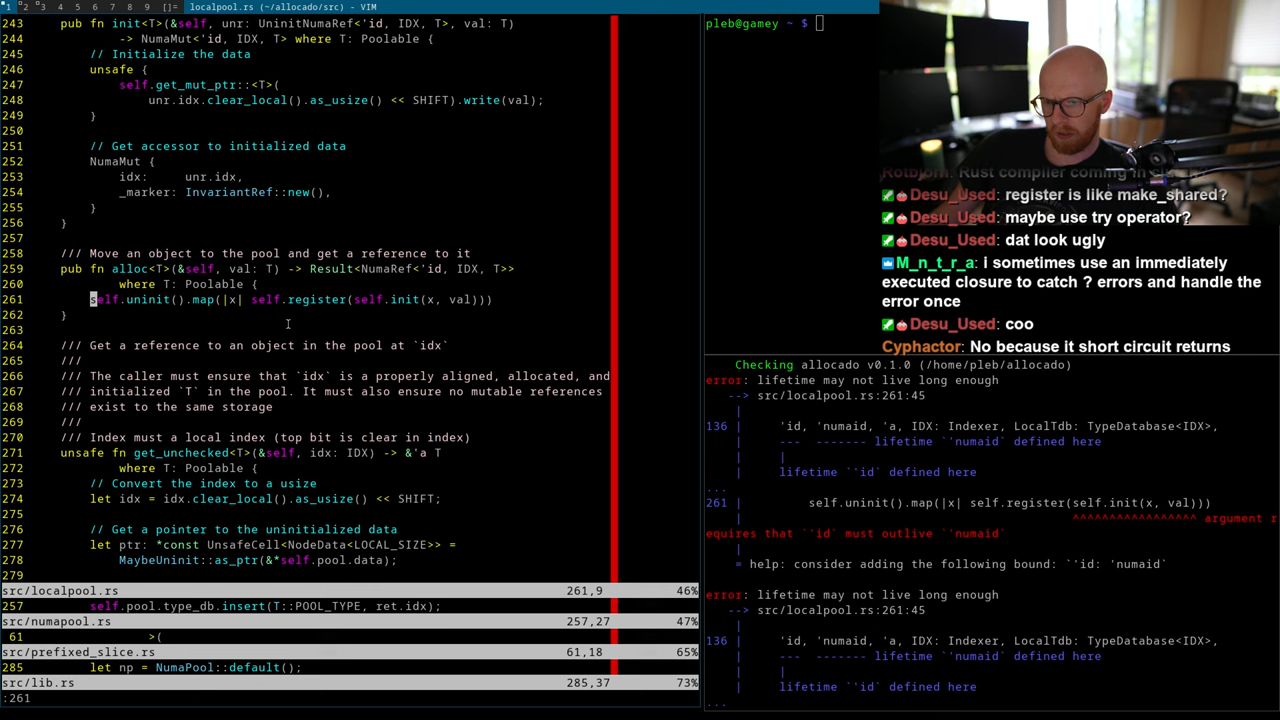 1 2 3 4 5 6 7 8 9 []= localpool.rs (~/allocado/src) - VIM
243 pub fn init<T>(&self, unr: UninitNumaRef<'id, IDX, T>, val: T)
244 -> NumaMut<'id, IDX, T> where T: Poolable {
245 // Initialize the data
246 unsafe {
247 self.get_mut_ptr::<T>(
248 unr.idx.clear_local().as_usize() << SHIFT).write(val);
249 }
250
251 // Get accessor to initialized data
252 NumaMut {
253 idx: unr.idx,
254 _marker: InvariantRef::new(),
255 }
256 }
257
258 /// Move an object to the pool and get a reference to it
259 pub fn alloc<T>(&self, val: T) -> Result<NumaRef<'id, IDX, T>>
260 where T: Poolable {
261 self.uninit().map(|x| self.register(self.init(x, val)))
262 }
263
264 /// Get a reference to an object in the pool at `idx`
265 ///
266 /// The caller must ensure that `idx` is a properly aligned, allocated, and
267 /// initialized `T` in the pool. It must also ensure no mutable references
268 /// exist to the same storage
269 ///
270 /// Index must a local index (top bit is clear in index)
271 unsafe fn get_unchecked<T>(&self, idx: IDX) -> &'a T
272 where T: Poolable {
273 // Convert the index to a usize
274 let idx = idx.clear_local().as_usize() << SHIFT;
275
276 // Get a pointer to the uninitialized data
277 let ptr: *const UnsafeCell<NodeData<LOCAL_SIZE>> =
278 MaybeUninit::as_ptr(&*self.pool.data);
279
src/localpool.rs 261,9 46%
257 self.pool.type_db.insert(T::POOL_TYPE, ret.idx);
src/numapool.rs 257,27 47%
61 >(
src/prefixed_slice.rs 61,18 65%
285 let np = NumaPool::default();
src/lib.rs 285,37 73%
:261
pleb@gamey ~ $
Rust compiler coming in
Desu_Used: register is like make_shared?
Desu_Used: maybe use try operator?
Desu_Used: dat look ugly
M_n_t_r_a: i sometimes use an immediately
executed closure to catch ? errors and handle the
error once
Desu_Used: coo
Cyphactor: No because it short circuit returns
Checking allocado v0.1.0 (/home/pleb/allocado)
error: lifetime may not live long enough
--> src/localpool.rs:261:45
|
136 | 'id, 'numaid, 'a, IDX: Indexer, LocalTdb: TypeDatabase<IDX>,
| --- ------- lifetime `'numaid` defined here
| |
| lifetime `'id` defined here
...
261 | self.uninit().map(|x| self.register(self.init(x, val)))
| ^^^^^^^^^^^^^^^^^ argument r
equires that `'id` must outlive `'numaid`
|
= help: consider adding the following bound: `'id: 'numaid`
error: lifetime may not live long enough
--> src/localpool.rs:261:45
|
136 | 'id, 'numaid, 'a, IDX: Indexer, LocalTdb: TypeDatabase<IDX>,
| --- ------- lifetime `'numaid` defined here
| |
| lifetime `'id` defined here
...